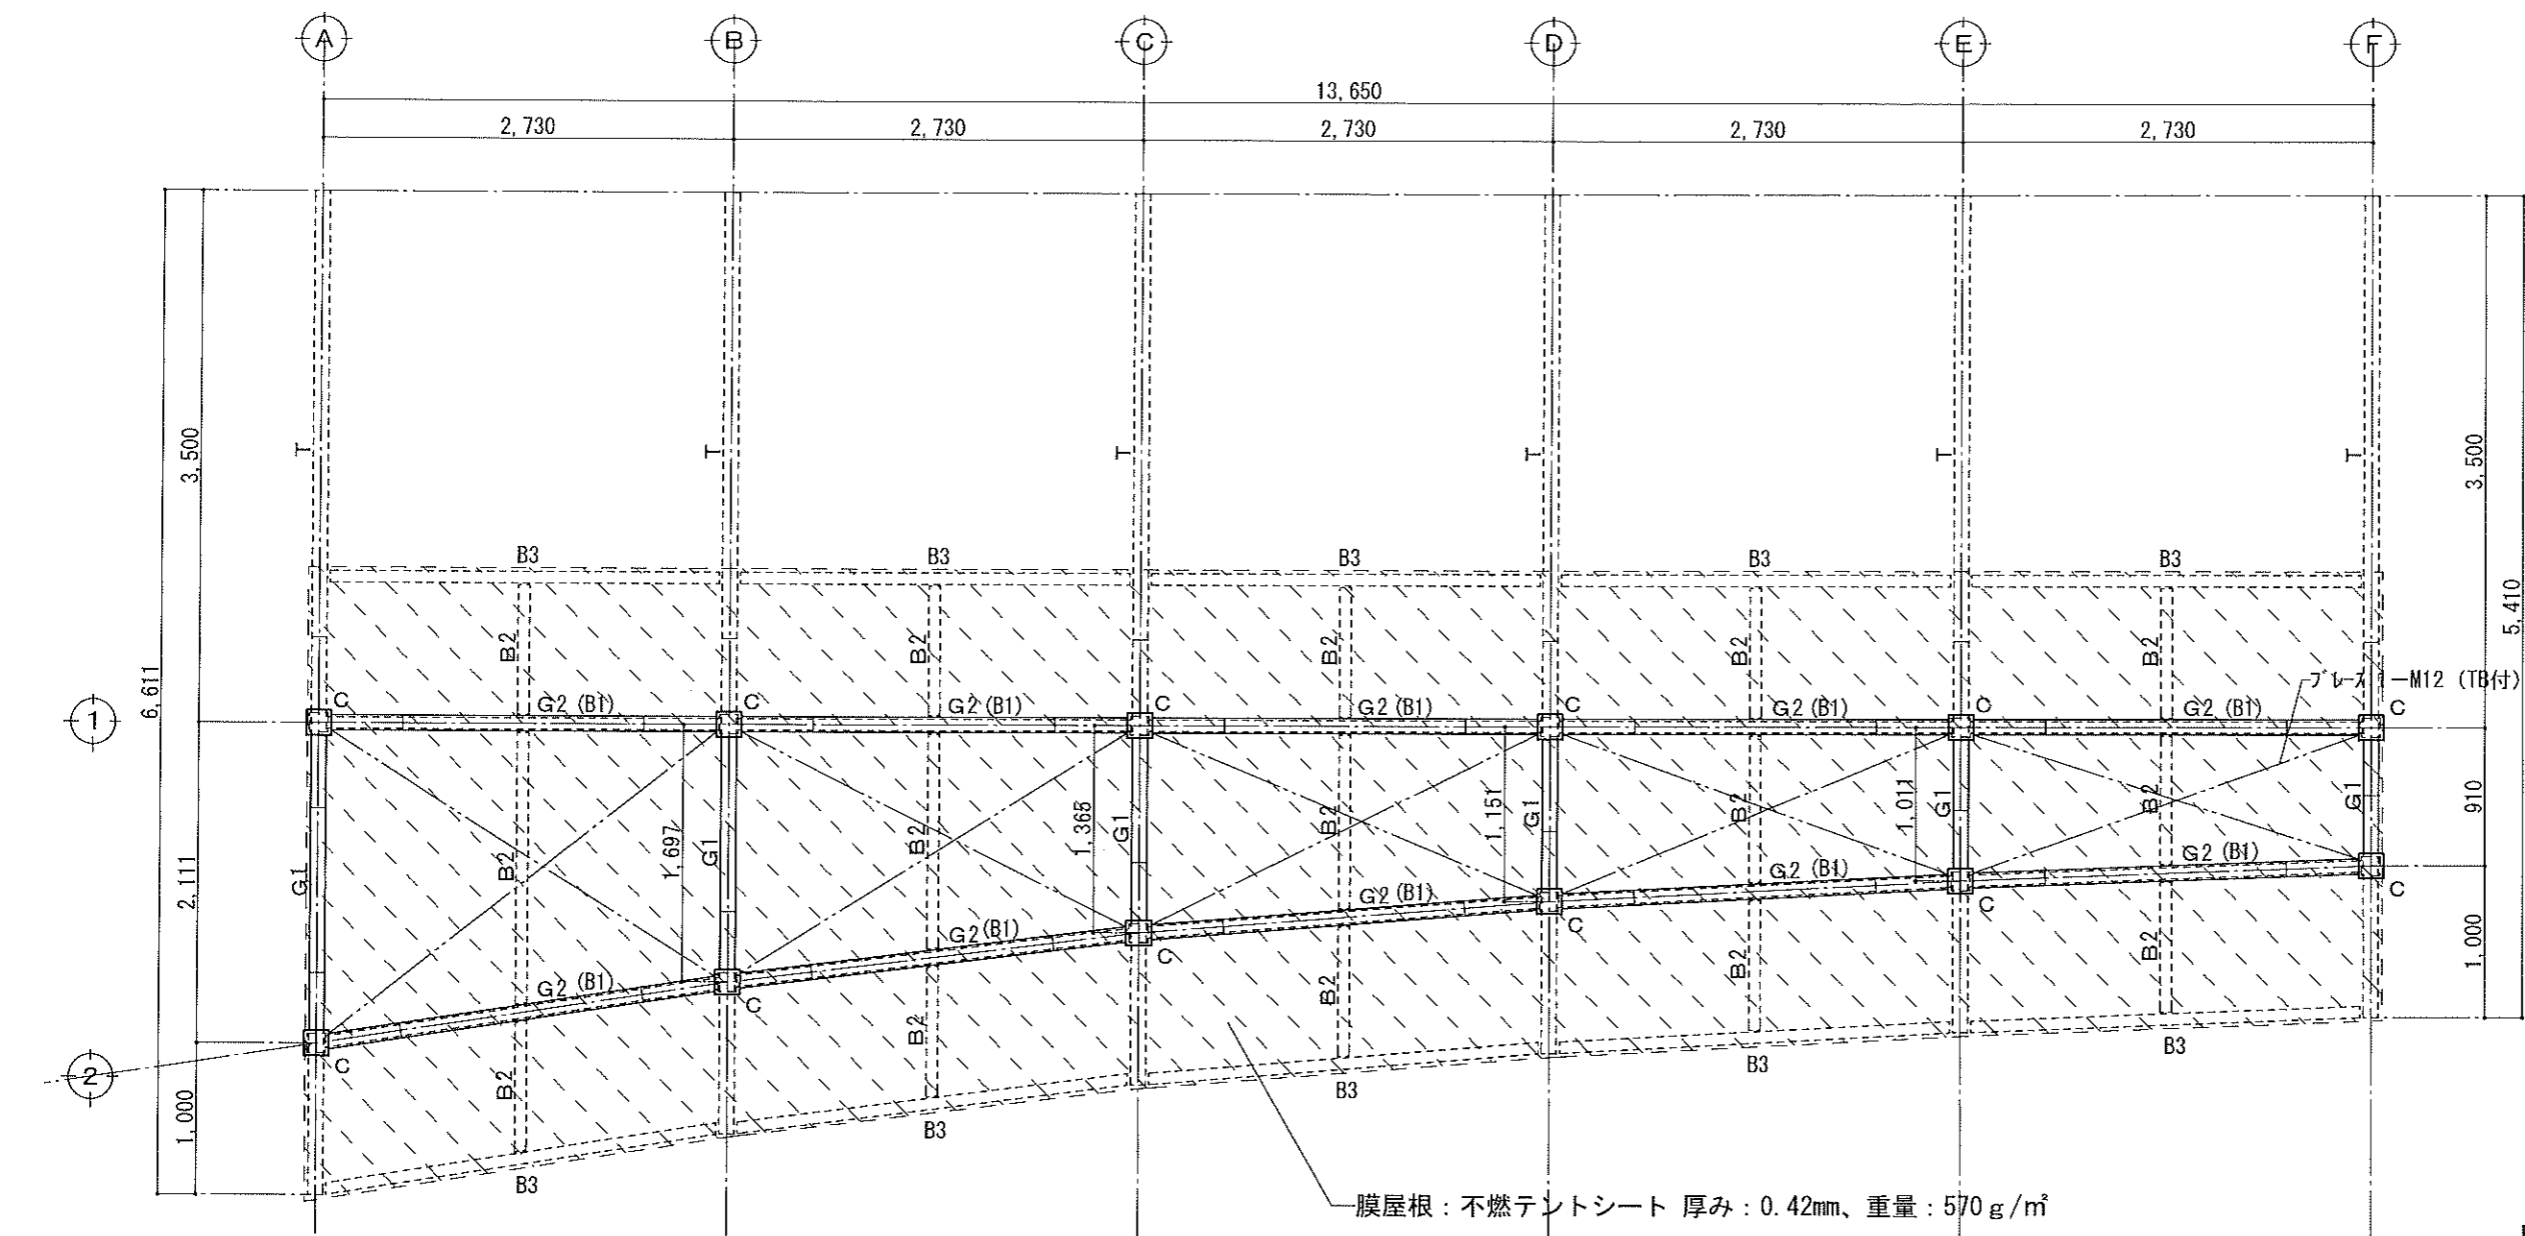 A B C D E F
13,650
2,730 2,730 2,730 2,730 2,730
3,500 3,500
T T T T T T
B3 B3 B3 B3 B3
6,611 5,410
B2 B2 B2 B2 B2
ブレース 1-M12 (TB付)
1 C G2 (B1) C G2 (B1) C G2 (B1) C G2 (B1) C G2 (B1) C
2,111 G1 B2 1,697 G1 B2 1,365 G1 B2 1,151 G1 B2 1,011 G1 B2 G1 910
G2 (B1) G2 (B1) G2 (B1) G2 (B1) G2 (B1)
C C C C C C
2
1,000 B2 B2 B2 B2 B2 1,000
B3 B3 B3 B3 B3
膜屋根：不燃テントシート 厚み：0.42mm、重量：570ｇ/㎡